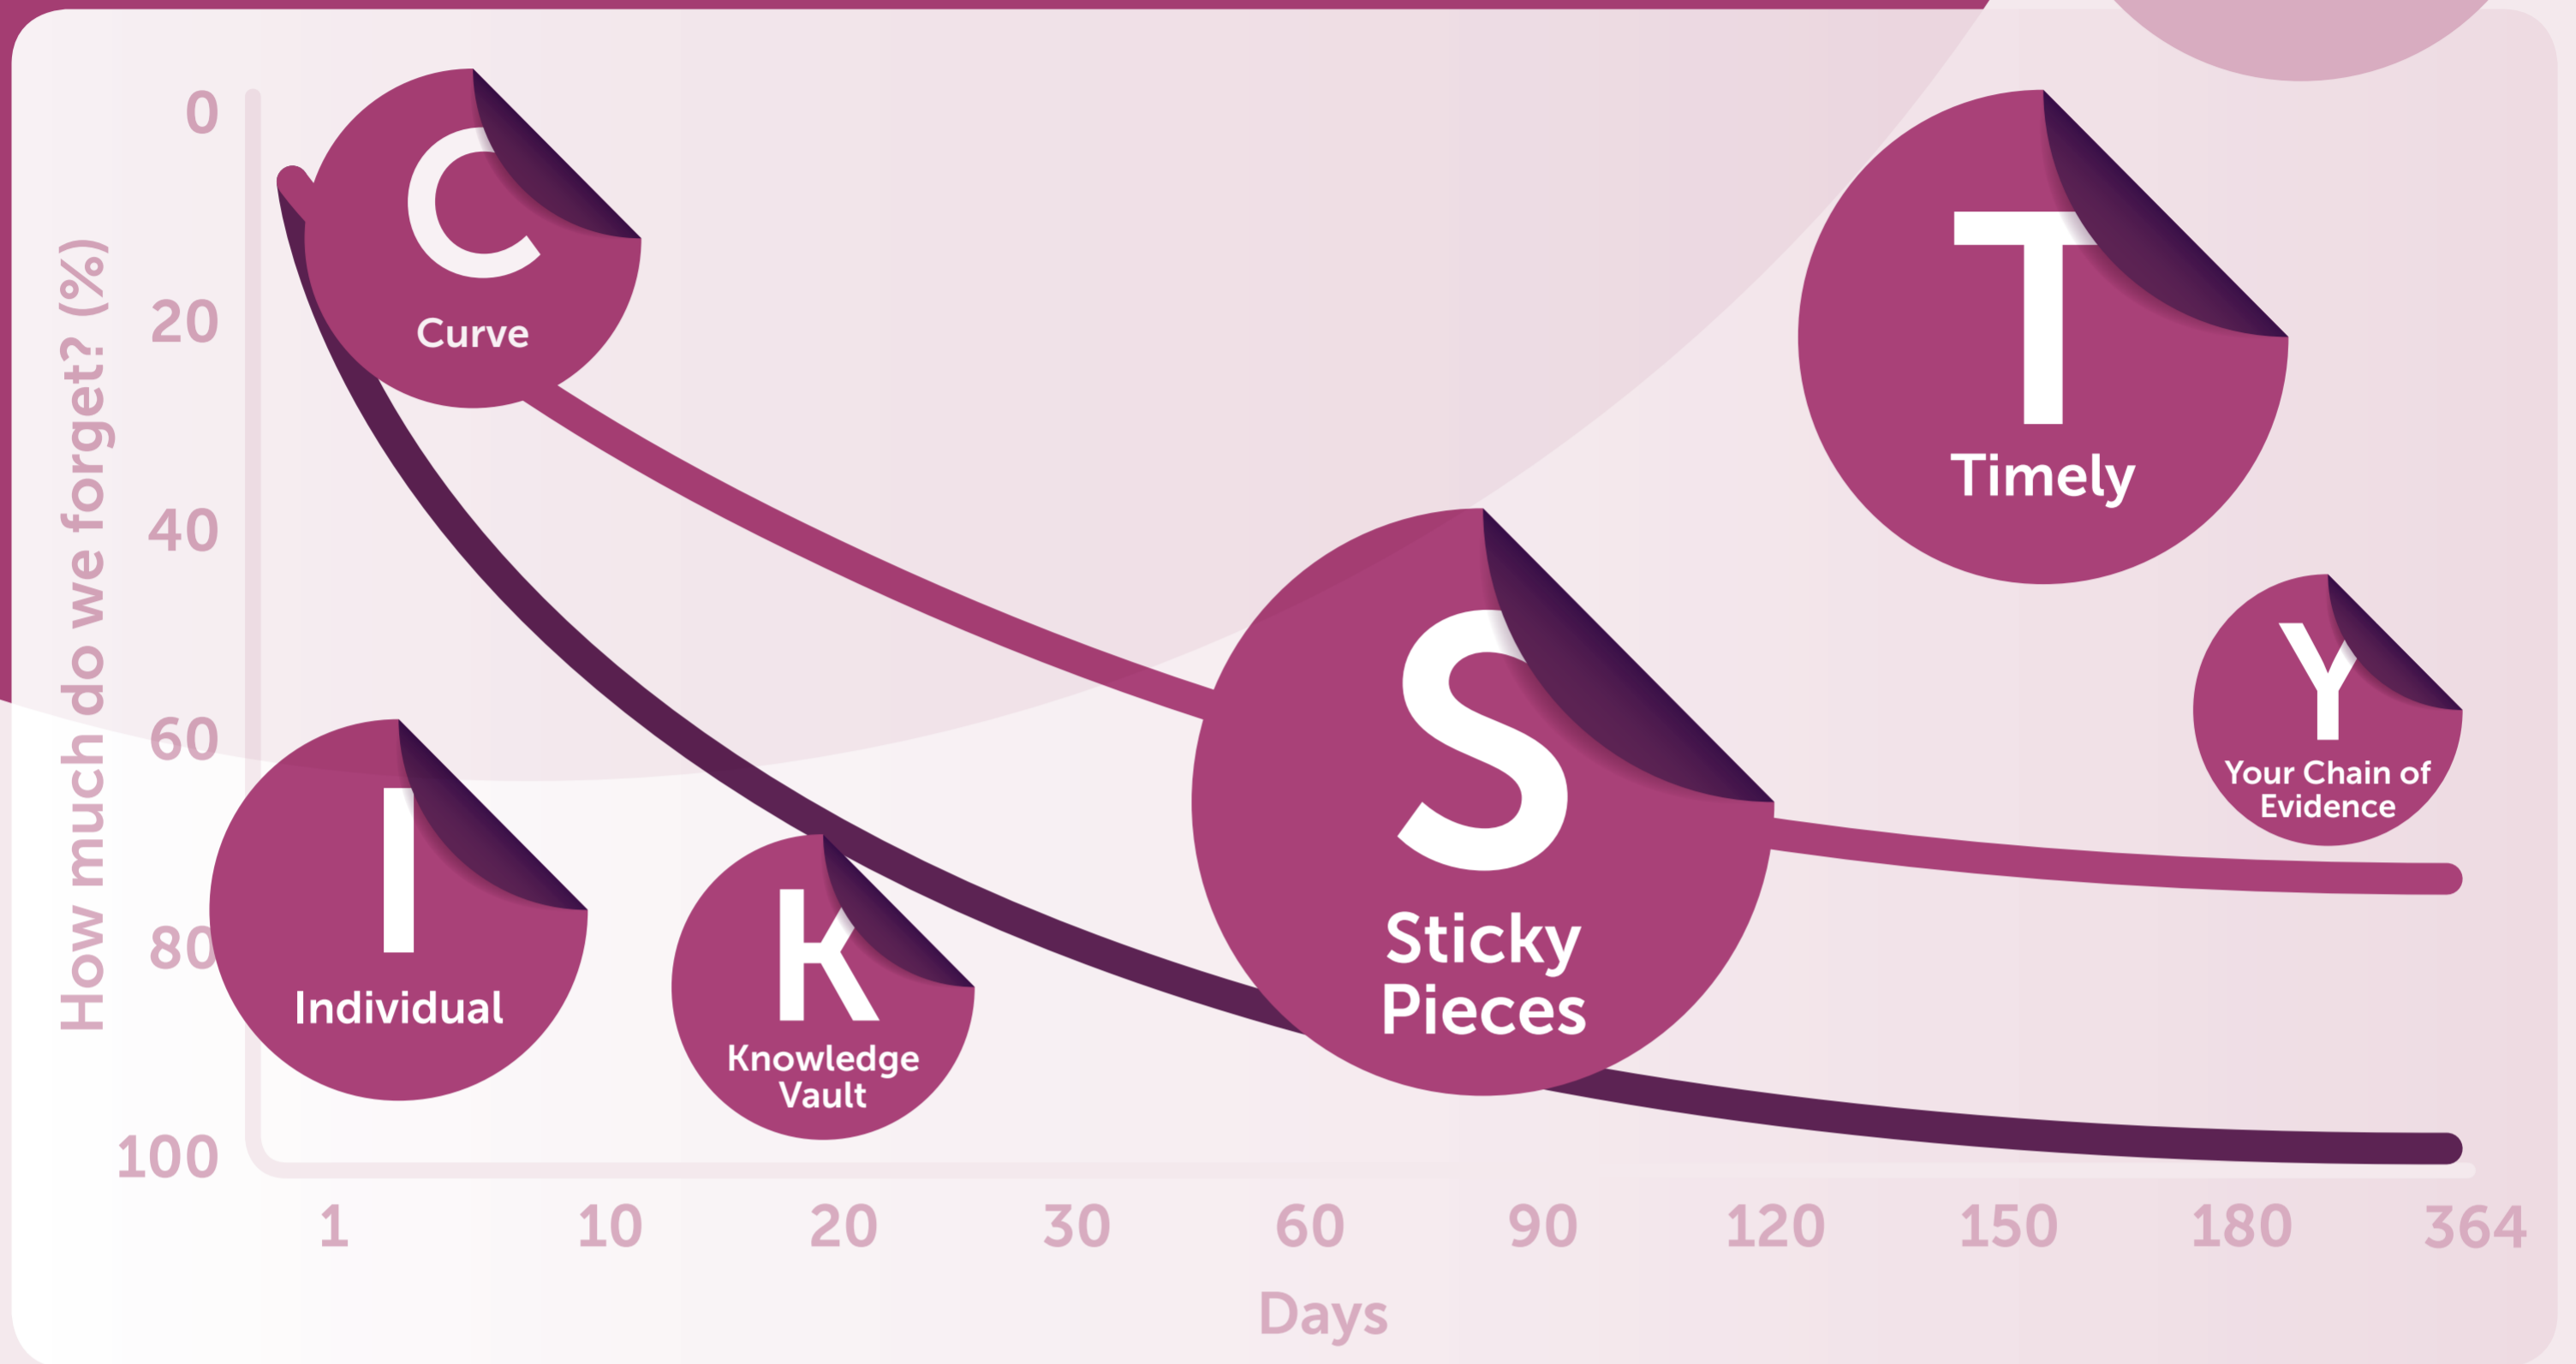 How much do we forget? (%)
0
20
40
60
80
100
C
Curve
T
Timely
S
Sticky
Pieces
Y
Your Chain of
Evidence
I
Individual
K
Knowledge
Vault
1 10 20 30 60 90 120 150 180 364
Days